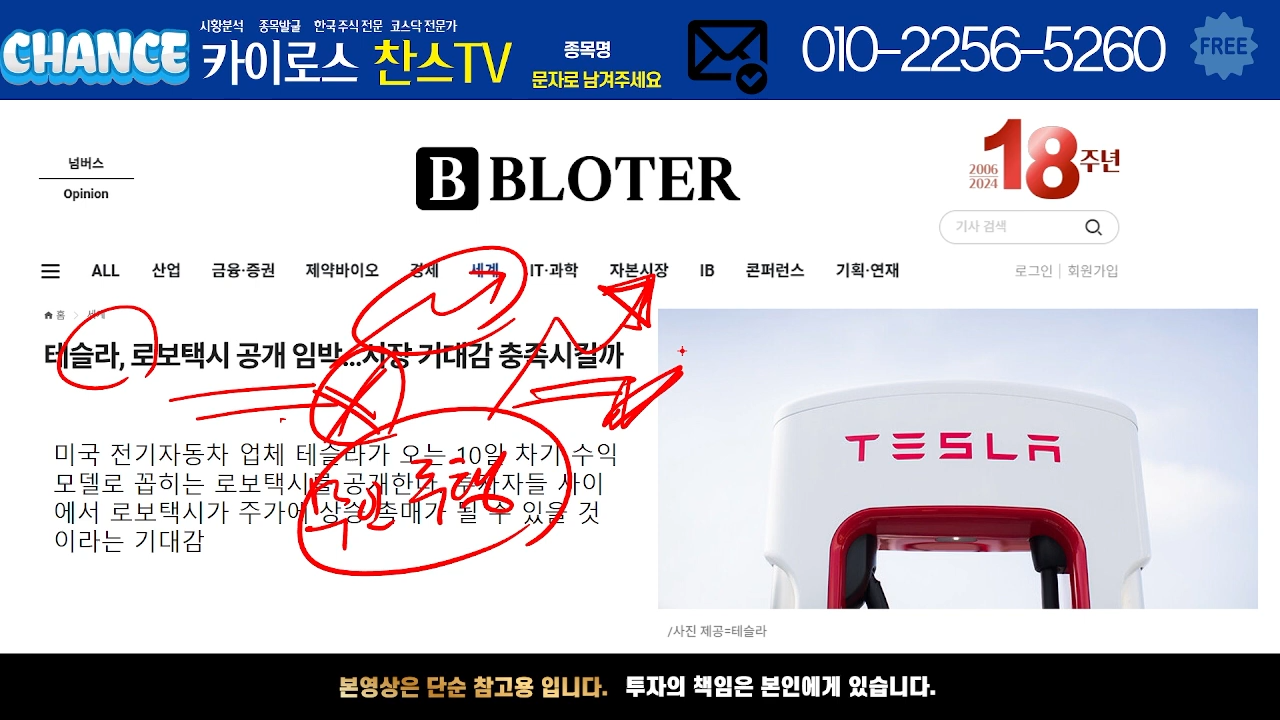 CHANCE
시황분석 종목발굴 한국 주식 전문 코스닥 전문가
카이로스 찬스TV
종목명
문자로 남겨주세요
010-2256-5260
FREE
넘버스
Opinion
B BLOTER
2006
2024
18주년
기사 검색
ALL 산업 금융·증권 제약바이오 경제 세계 IT·과학 자본시장 IB 콘퍼런스 기획·연재
로그인 | 회원가입
홈 > 세계
테슬라, 로보택시 공개 임박...시장 기대감 충족시킬까
미국 전기자동차 업체 테슬라가 오는 10일 차기 수익
모델로 꼽히는 로보택시를 공개한다. 투자자들 사이
에서 로보택시가 주가에 상승 촉매가 될 수 있을 것
이라는 기대감
TESLA
/사진 제공=테슬라
본영상은 단순 참고용 입니다. 투자의 책임은 본인에게 있습니다.